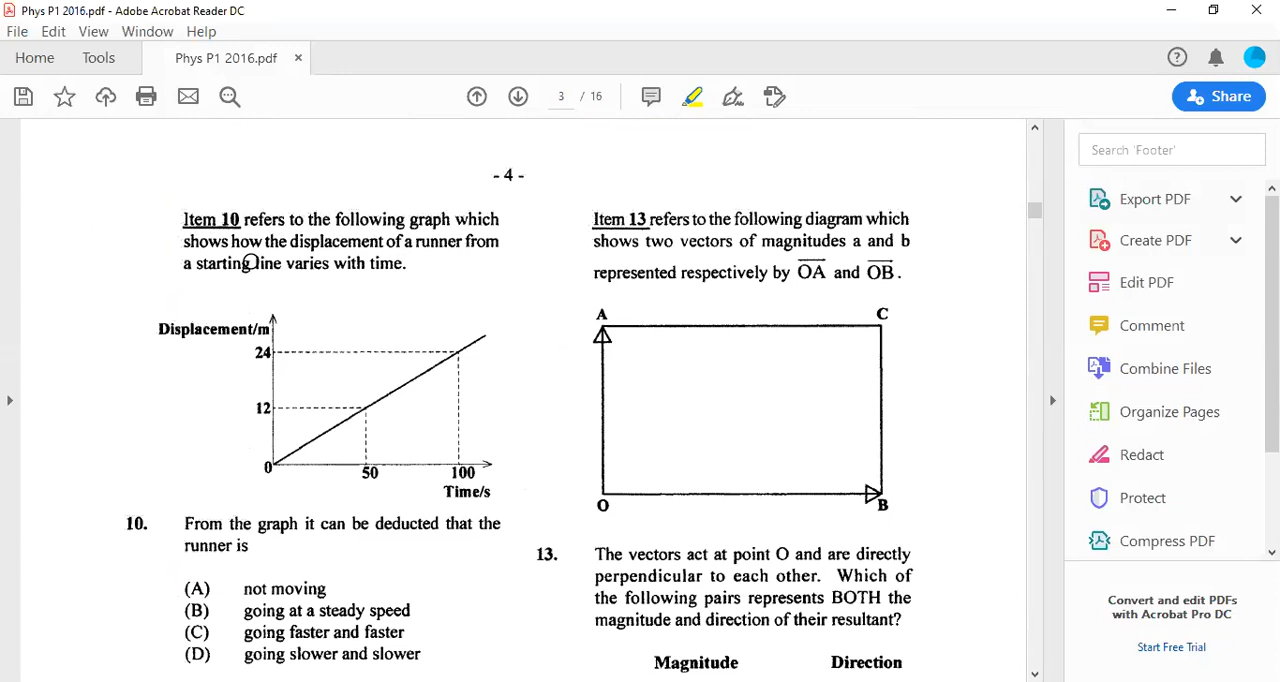 Phys P1 2016.pdf - Adobe Acrobat Reader DC
File Edit View Window Help
Home Tools Phys P1 2016.pdf ×
3 / 16
Share
- 4 -
Item 10 refers to the following graph which
shows how the displacement of a runner from
a starting line varies with time.
Displacement/m
24
12
0
50
100
Time/s
10. From the graph it can be deducted that the
runner is
(A) not moving
(B) going at a steady speed
(C) going faster and faster
(D) going slower and slower
Item 13 refers to the following diagram which
shows two vectors of magnitudes a and b
represented respectively by OA and OB .
A
C
O
B
13. The vectors act at point O and are directly
perpendicular to each other. Which of
the following pairs represents BOTH the
magnitude and direction of their resultant?
Magnitude Direction
Search 'Footer'
Export PDF
Create PDF
Edit PDF
Comment
Combine Files
Organize Pages
Redact
Protect
Compress PDF
Convert and edit PDFs
with Acrobat Pro DC
Start Free Trial